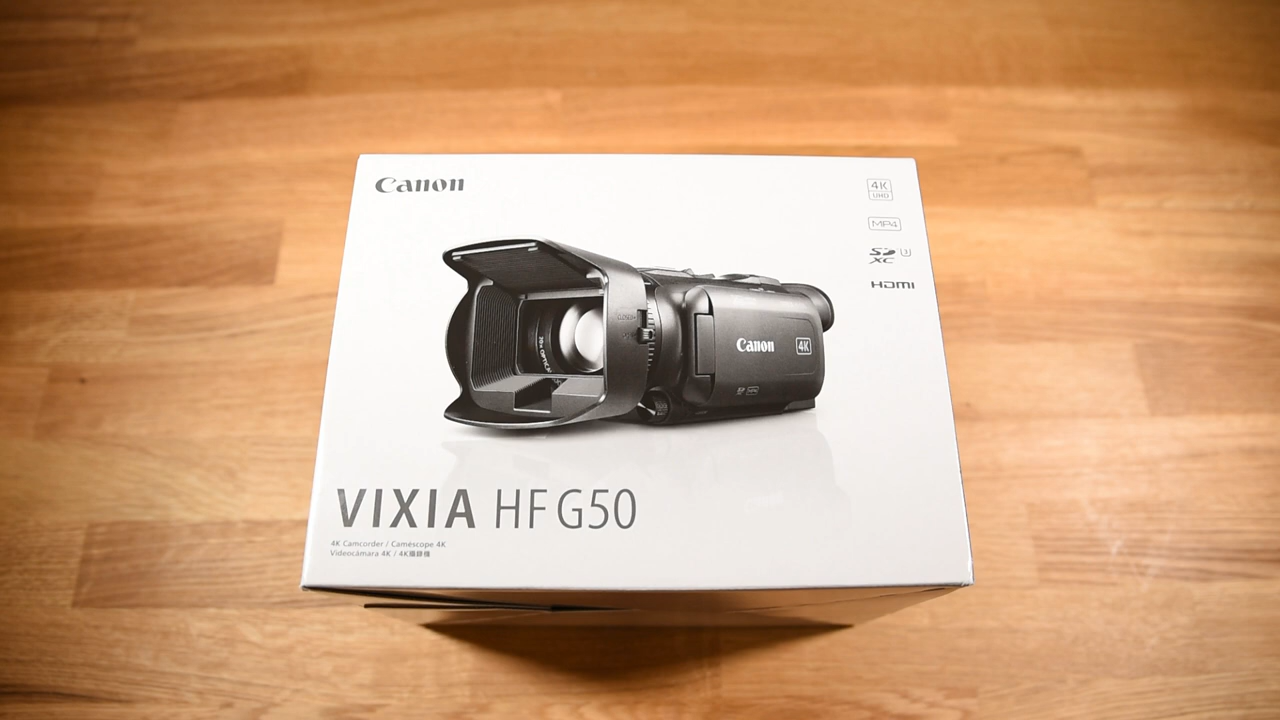 Canon
4K
UHD
MP4
SD
XC 3
HDMI
Canon 4K
VIXIA HF G50
4K Camcorder / Caméscope 4K
Videocámara 4K / 4K攝錄機